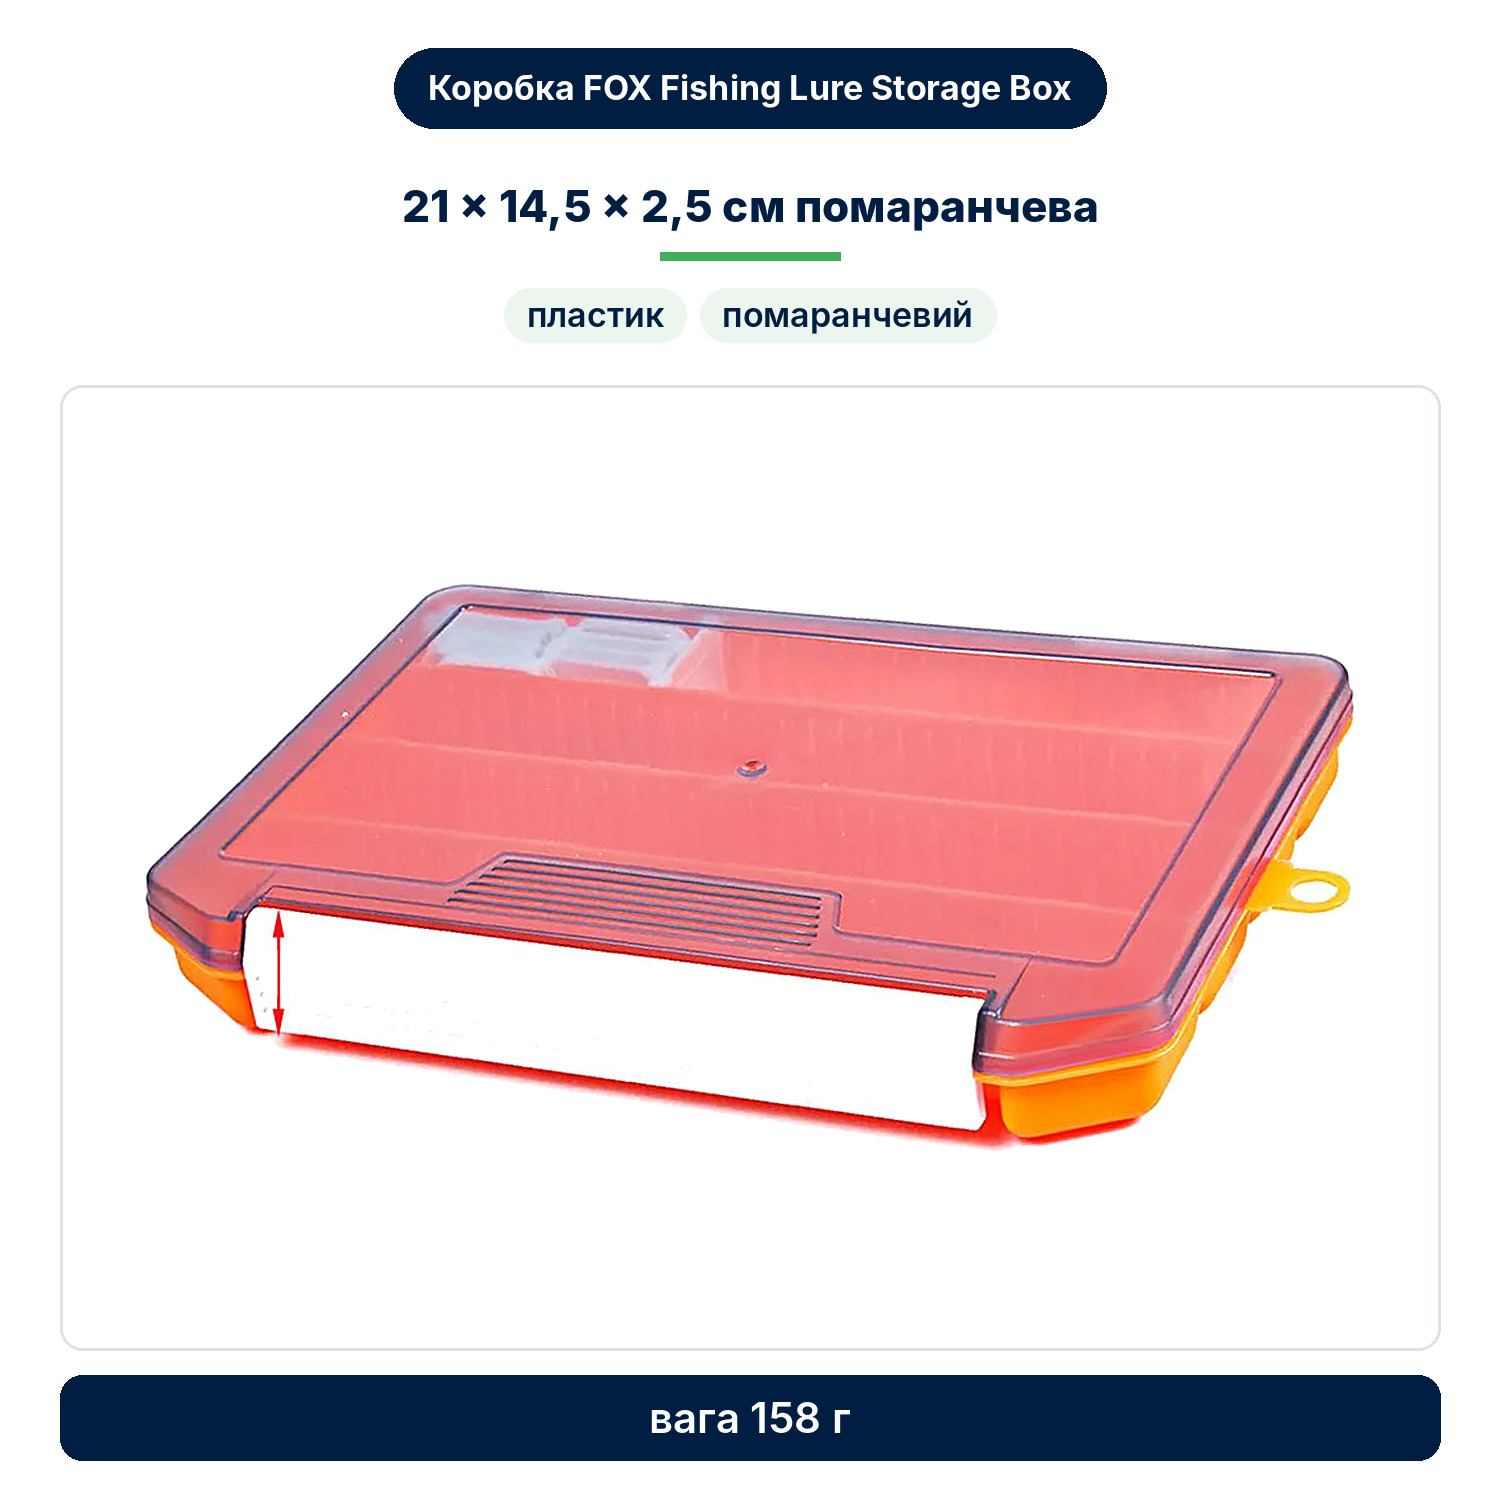 Коробка FOX Fishing Lure Storage Box
21 × 14,5 × 2,5 см помаранчева
пластик помаранчевий
вага 158 г